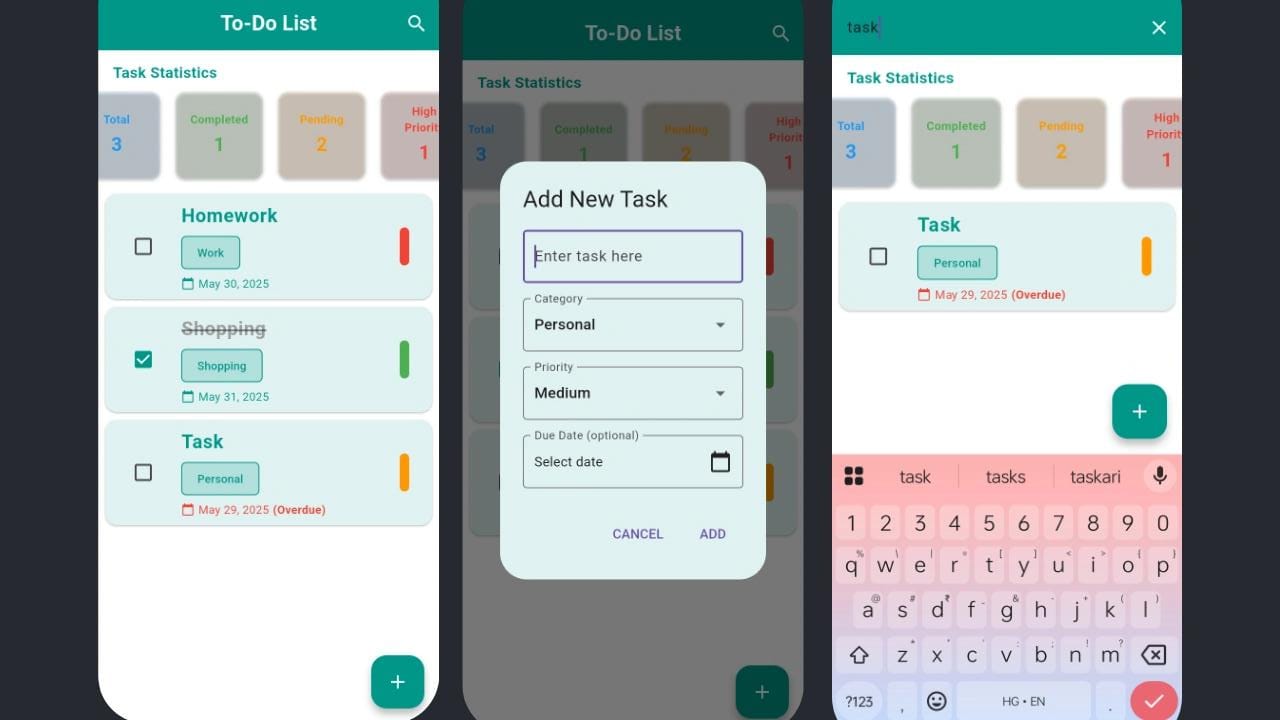 To-Do List
Task Statistics
Total
3
Completed
1
Pending
2
High
Priorit
1
Homework
Work
May 30, 2025
Shopping
Shopping
May 31, 2025
Task
Personal
May 29, 2025 (Overdue)
+
To-Do List
Task Statistics
Total
3
Completed
1
Pending
2
High
Priorit
1
Add New Task
Enter task here
Category
Personal
Priority
Medium
Due Date (optional)
Select date
CANCEL ADD
+
task
Task Statistics
Total
3
Completed
1
Pending
2
High
Priorit
1
Task
Personal
May 29, 2025 (Overdue)
+
task tasks taskari
1 2 3 4 5 6 7 8 9 0
q % w \ e | r = t [ y ] u < i > o { p }
a @ s # d ₹ f - g & h - j + k ( l )
z * x " c ' v : b ; n ! m ?
?123 , HG • EN .